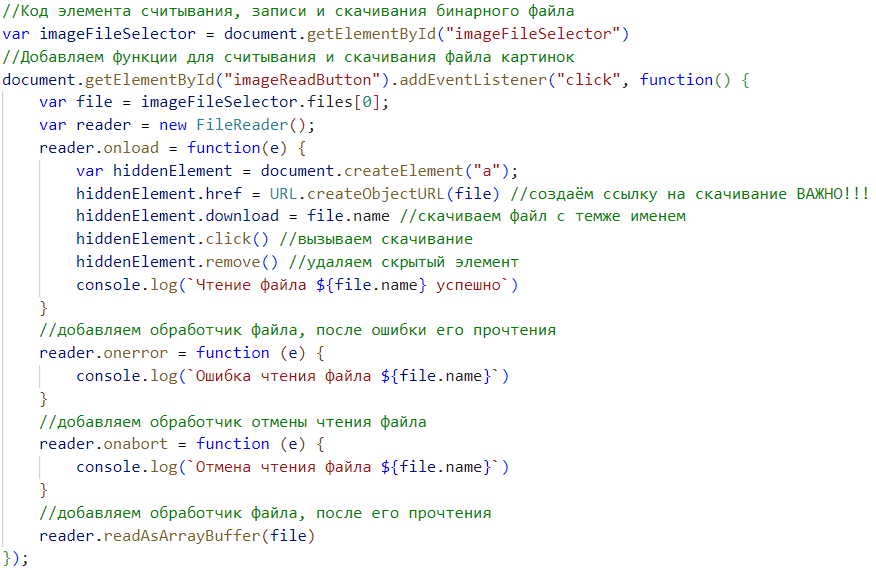 //Код элемента считывания, записи и скачивания бинарного файла
var imageFileSelector = document.getElementById("imageFileSelector")
//Добавляем функции для считывания и скачивания файла картинок
document.getElementById("imageReadButton").addEventListener("click", function() {
    var file = imageFileSelector.files[0];
    var reader = new FileReader();
    reader.onload = function(e) {
        var hiddenElement = document.createElement("a");
        hiddenElement.href = URL.createObjectURL(file) //создаём ссылку на скачивание ВАЖНО!!!
        hiddenElement.download = file.name //скачиваем файл с темже именем
        hiddenElement.click() //вызываем скачивание
        hiddenElement.remove() //удаляем скрытый элемент
        console.log(`Чтение файла ${file.name} успешно`)
    }
    //добавляем обработчик файла, после ошибки его прочтения
    reader.onerror = function (e) {
        console.log(`Ошибка чтения файла ${file.name}`)
    }
    //добавляем обработчик отмены чтения файла
    reader.onabort = function (e) {
        console.log(`Отмена чтения файла ${file.name}`)
    }
    //добавляем обработчик файла, после его прочтения
    reader.readAsArrayBuffer(file)
});